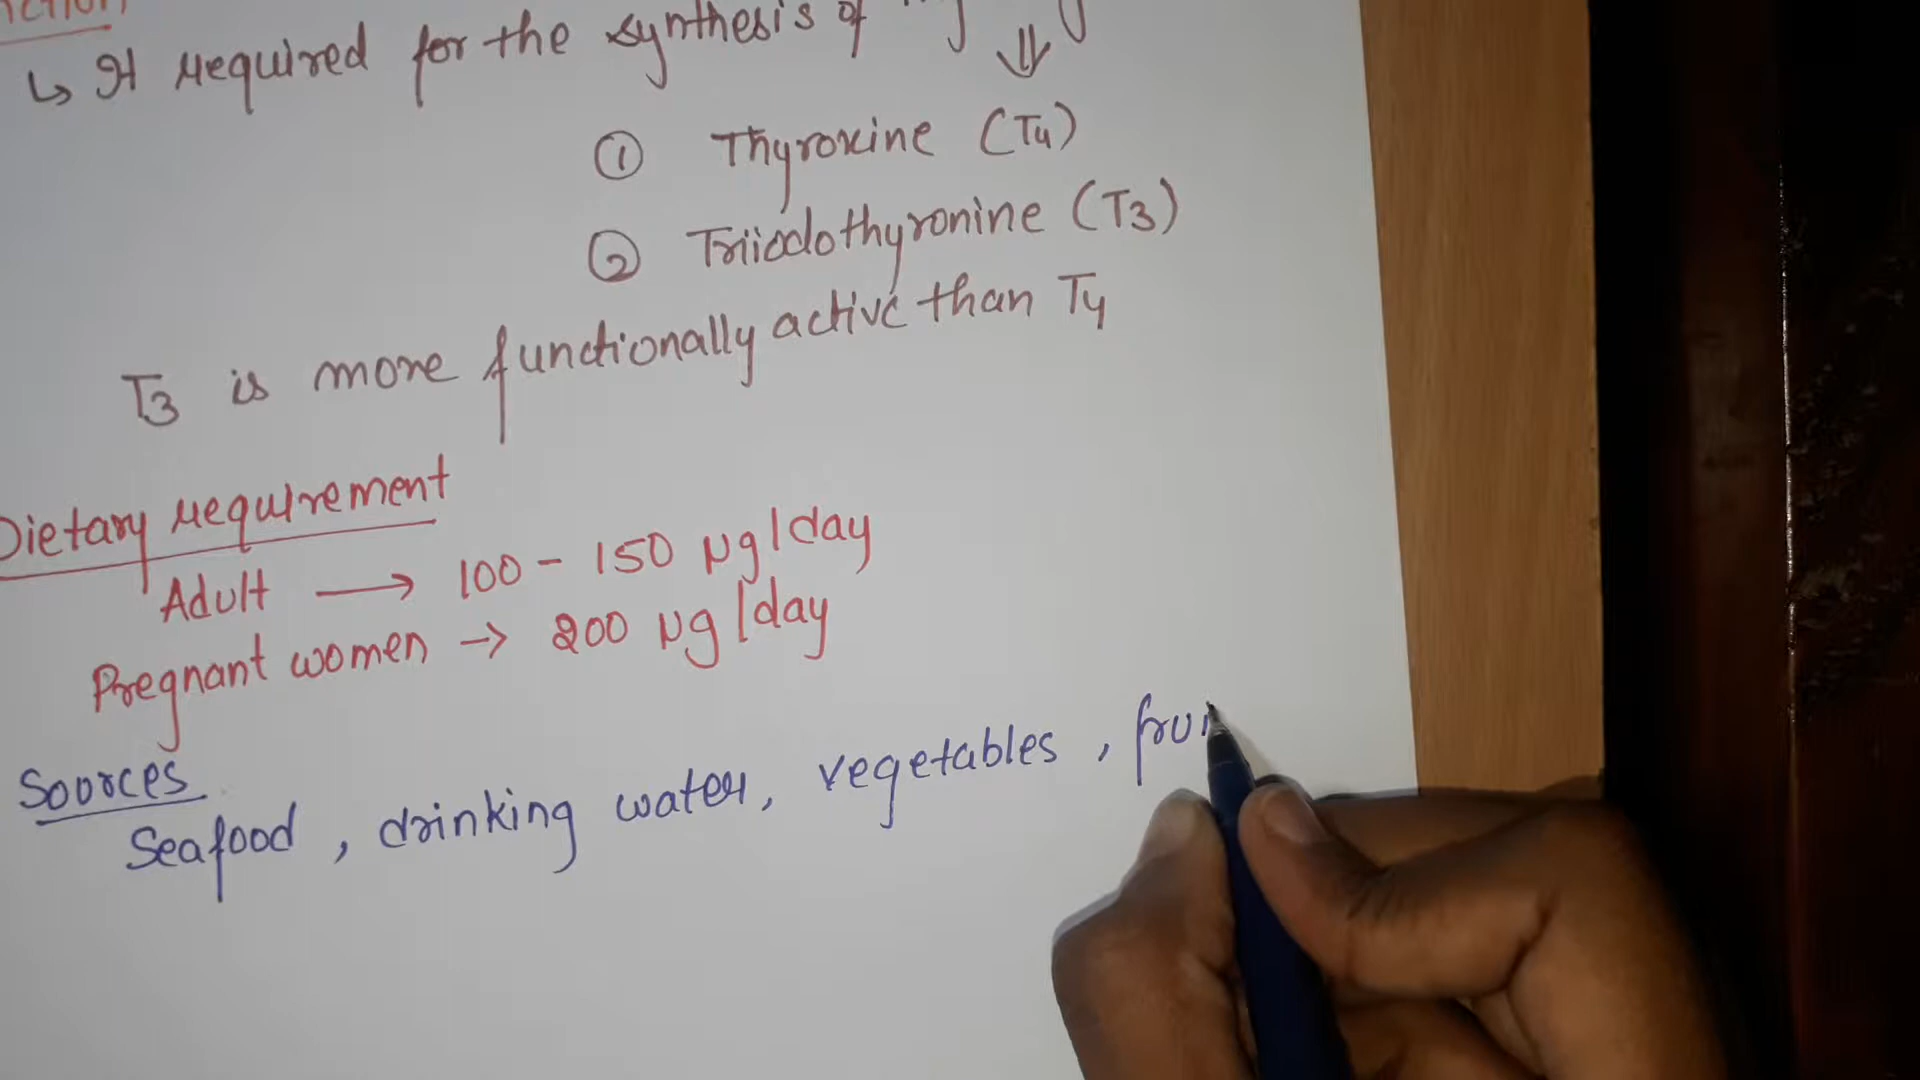 ↳ It required for the synthesis of
⇓
① Thyroxine (T4)
② Triiodothyronine (T3)
T3 is more functionally active than T4
Dietary requirement
Adult → 100 - 150 μg/day
Pregnant women → 200 μg/day
Sources
Seafood, drinking water, vegetables, frui